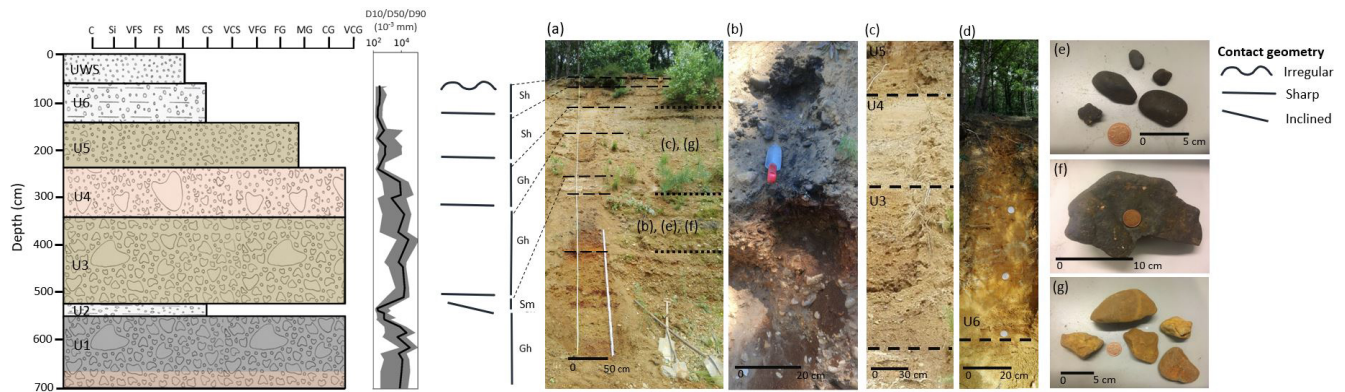 C Si VFS FS MS CS VCS VFG FG MG CG VCG
Depth (cm)
0
100
200
300
400
500
600
700
UWS
U6
U5
U4
U3
U2
U1
D10/D50/D90
(10⁻³ mm)
10² 10⁴
Sh
Sh
Gh
Gh
Sm
Gh
(a)
(c), (g)
(b), (e), (f)
0 50 cm
(b)
0 20 cm
(c)
U5
U4
U3
0 30 cm
(d)
U6
0 20 cm
(e)
0 5 cm
(f)
0 10 cm
(g)
0 5 cm
Contact geometry
Irregular
Sharp
Inclined